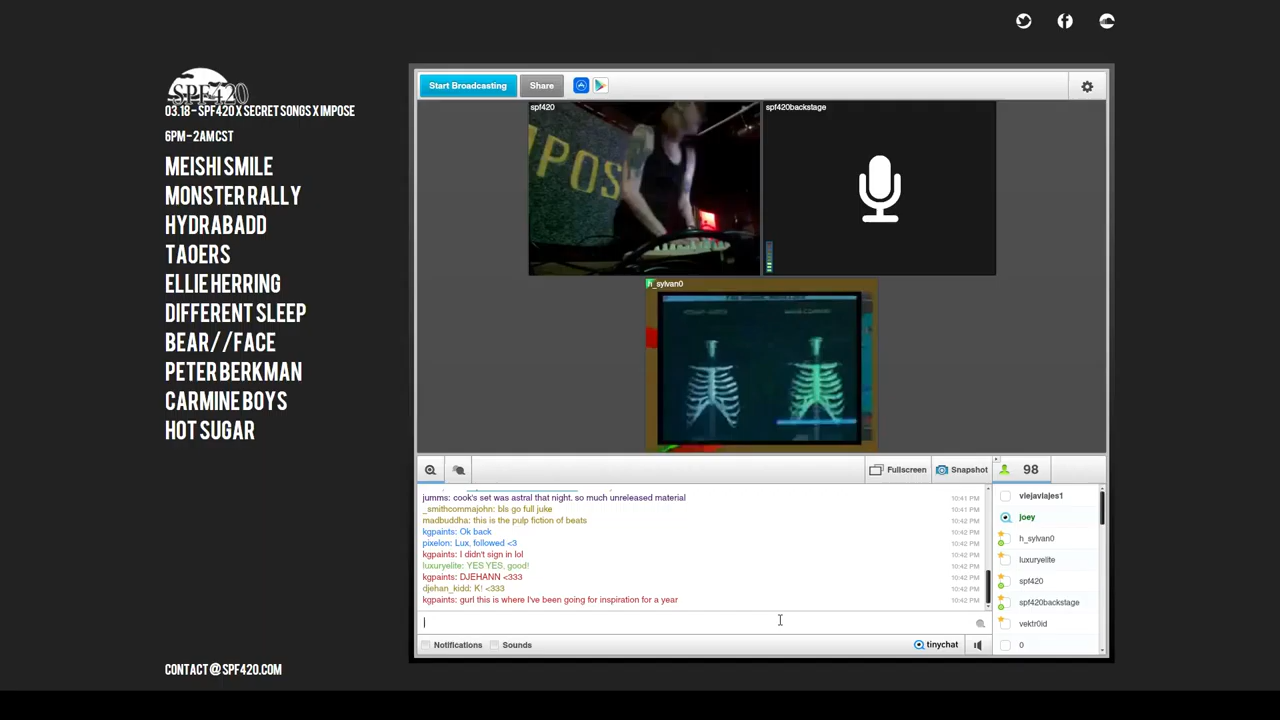 SPF420
03.18 - SPF420 X SECRET SONGS X IMPOSE
6PM - 2AM CST
MEISHI SMILE
MONSTER RALLY
HYDRABADD
TAOERS
ELLIE HERRING
DIFFERENT SLEEP
BEAR//FACE
PETER BERKMAN
CARMINE BOYS
HOT SUGAR
CONTACT@SPF420.COM
Start Broadcasting
Share
spf420
MPOS
spf420backstage
h_sylvan0
Fullscreen
Snapshot
98
jumms: cook's set was astral that night. so much unreleased material 10:41 PM
_smithcommajohn: bls go full juke 10:41 PM
madbuddha: this is the pulp fiction of beats 10:42 PM
kgpaints: Ok back 10:42 PM
pixelon: Lux, followed <3 10:42 PM
kgpaints: I didn't sign in lol 10:42 PM
luxuryelite: YES YES, good! 10:42 PM
kgpaints: DJEHANN <333 10:42 PM
djehan_kidd: K! <333 10:42 PM
kgpaints: gurl this is where I've been going for inspiration for a year 10:42 PM
Notifications
Sounds
tinychat
viejaviajes1
joey
h_sylvan0
luxuryelite
spf420
spf420backstage
vektr0id
0